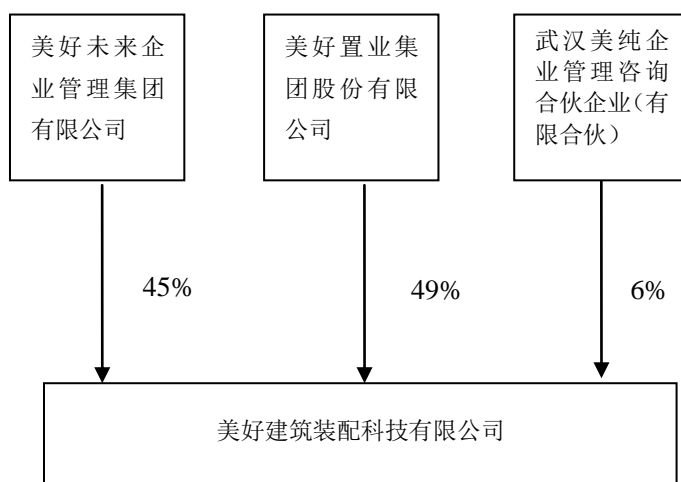 美好未来企
业管理集团
有限公司
美好置业集
团股份有限
公司
武汉美纯企
业管理咨询
合伙企业（有
限合伙）
45%
49%
6%
美好建筑装配科技有限公司